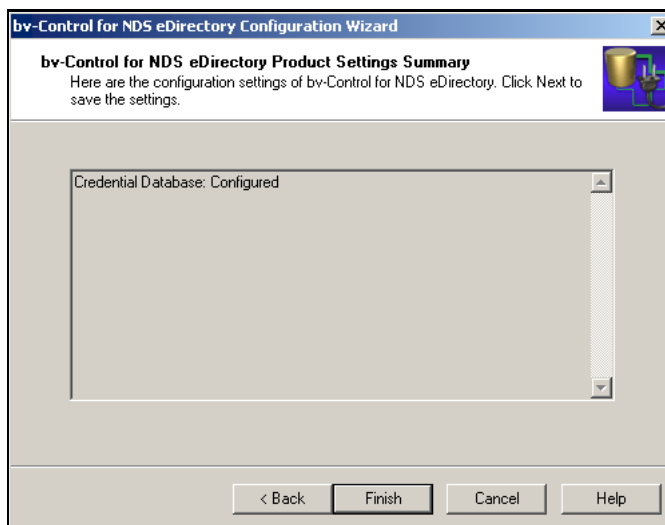 bv-Control for NDS eDirectory Configuration Wizard
bv-Control for NDS eDirectory Product Settings Summary
Here are the configuration settings of bv-Control for NDS eDirectory. Click Next to
save the settings.
Credential Database: Configured
< Back Finish Cancel Help